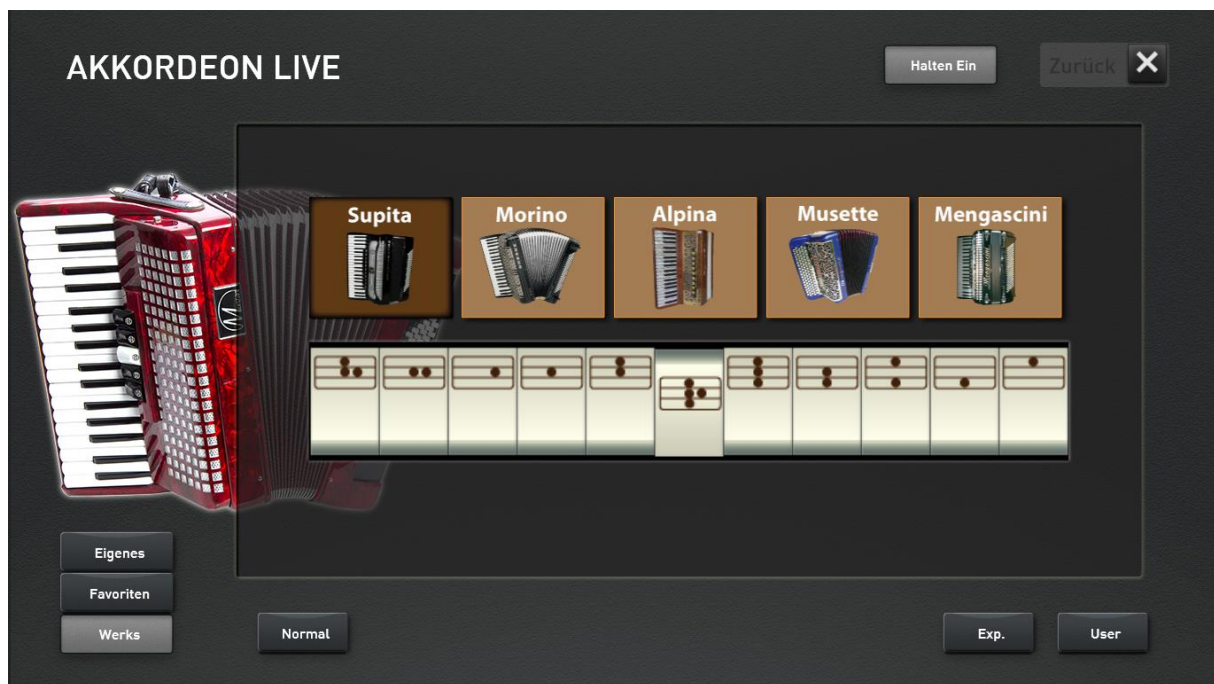 AKKORDEON LIVE
Halten Ein
Zurück
Supita
Morino
Alpina
Musette
Mengascini
Eigenes
Favoriten
Werks
Normal
Exp.
User